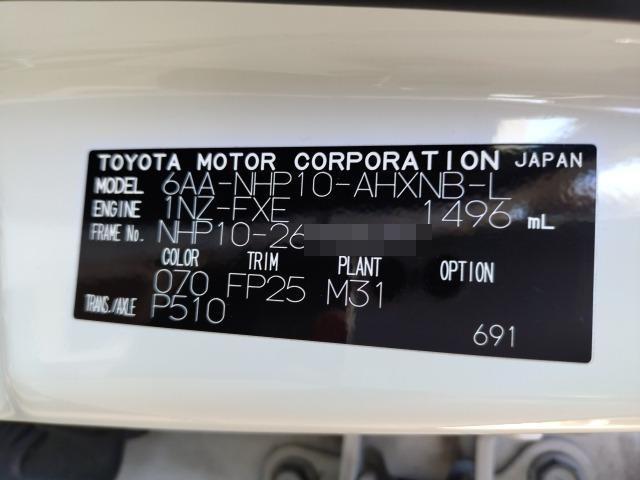 TOYOTA MOTOR CORPORATION JAPAN
MODEL 6AA-NHP10-AHXNB-L
ENGINE 1NZ-FXE 1496 mL
FRAME No. NHP10-26
COLOR TRIM PLANT OPTION
070 FP25 M31
TRANS./AXLE P510
691